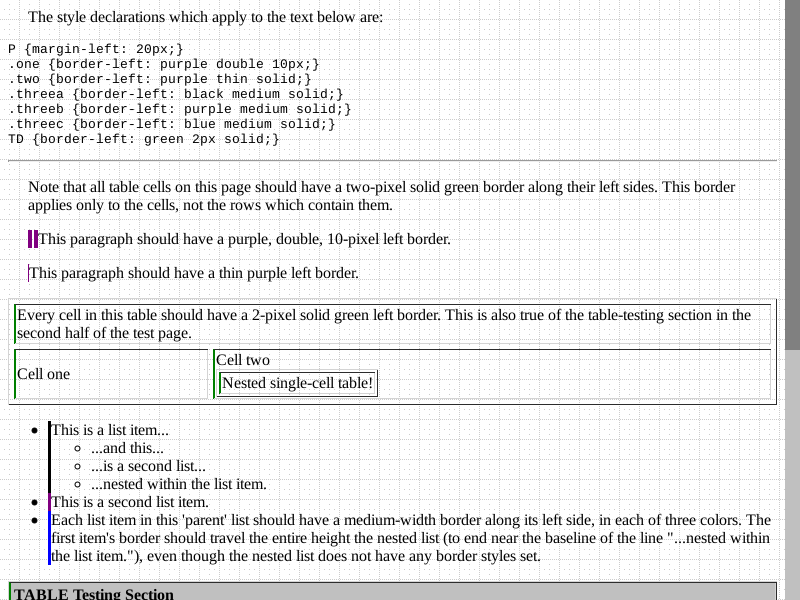 The style declarations which apply to the text below are:
P {margin-left: 20px;}
.one {border-left: purple double 10px;}
.two {border-left: purple thin solid;}
.threea {border-left: black medium solid;}
.threeb {border-left: purple medium solid;}
.threec {border-left: blue medium solid;}
TD {border-left: green 2px solid;}
Note that all table cells on this page should have a two-pixel solid green border along their left sides. This border
applies only to the cells, not the rows which contain them.
This paragraph should have a purple, double, 10-pixel left border.
This paragraph should have a thin purple left border.
Every cell in this table should have a 2-pixel solid green left border. This is also true of the table-testing section in the
second half of the test page.
Cell one
Cell two
Nested single-cell table!
This is a list item...
...and this...
...is a second list...
...nested within the list item.
This is a second list item.
Each list item in this 'parent' list should have a medium-width border along its left side, in each of three colors. The
first item's border should travel the entire height the nested list (to end near the baseline of the line "...nested within
the list item."), even though the nested list does not have any border styles set.
TABLE Testing Section